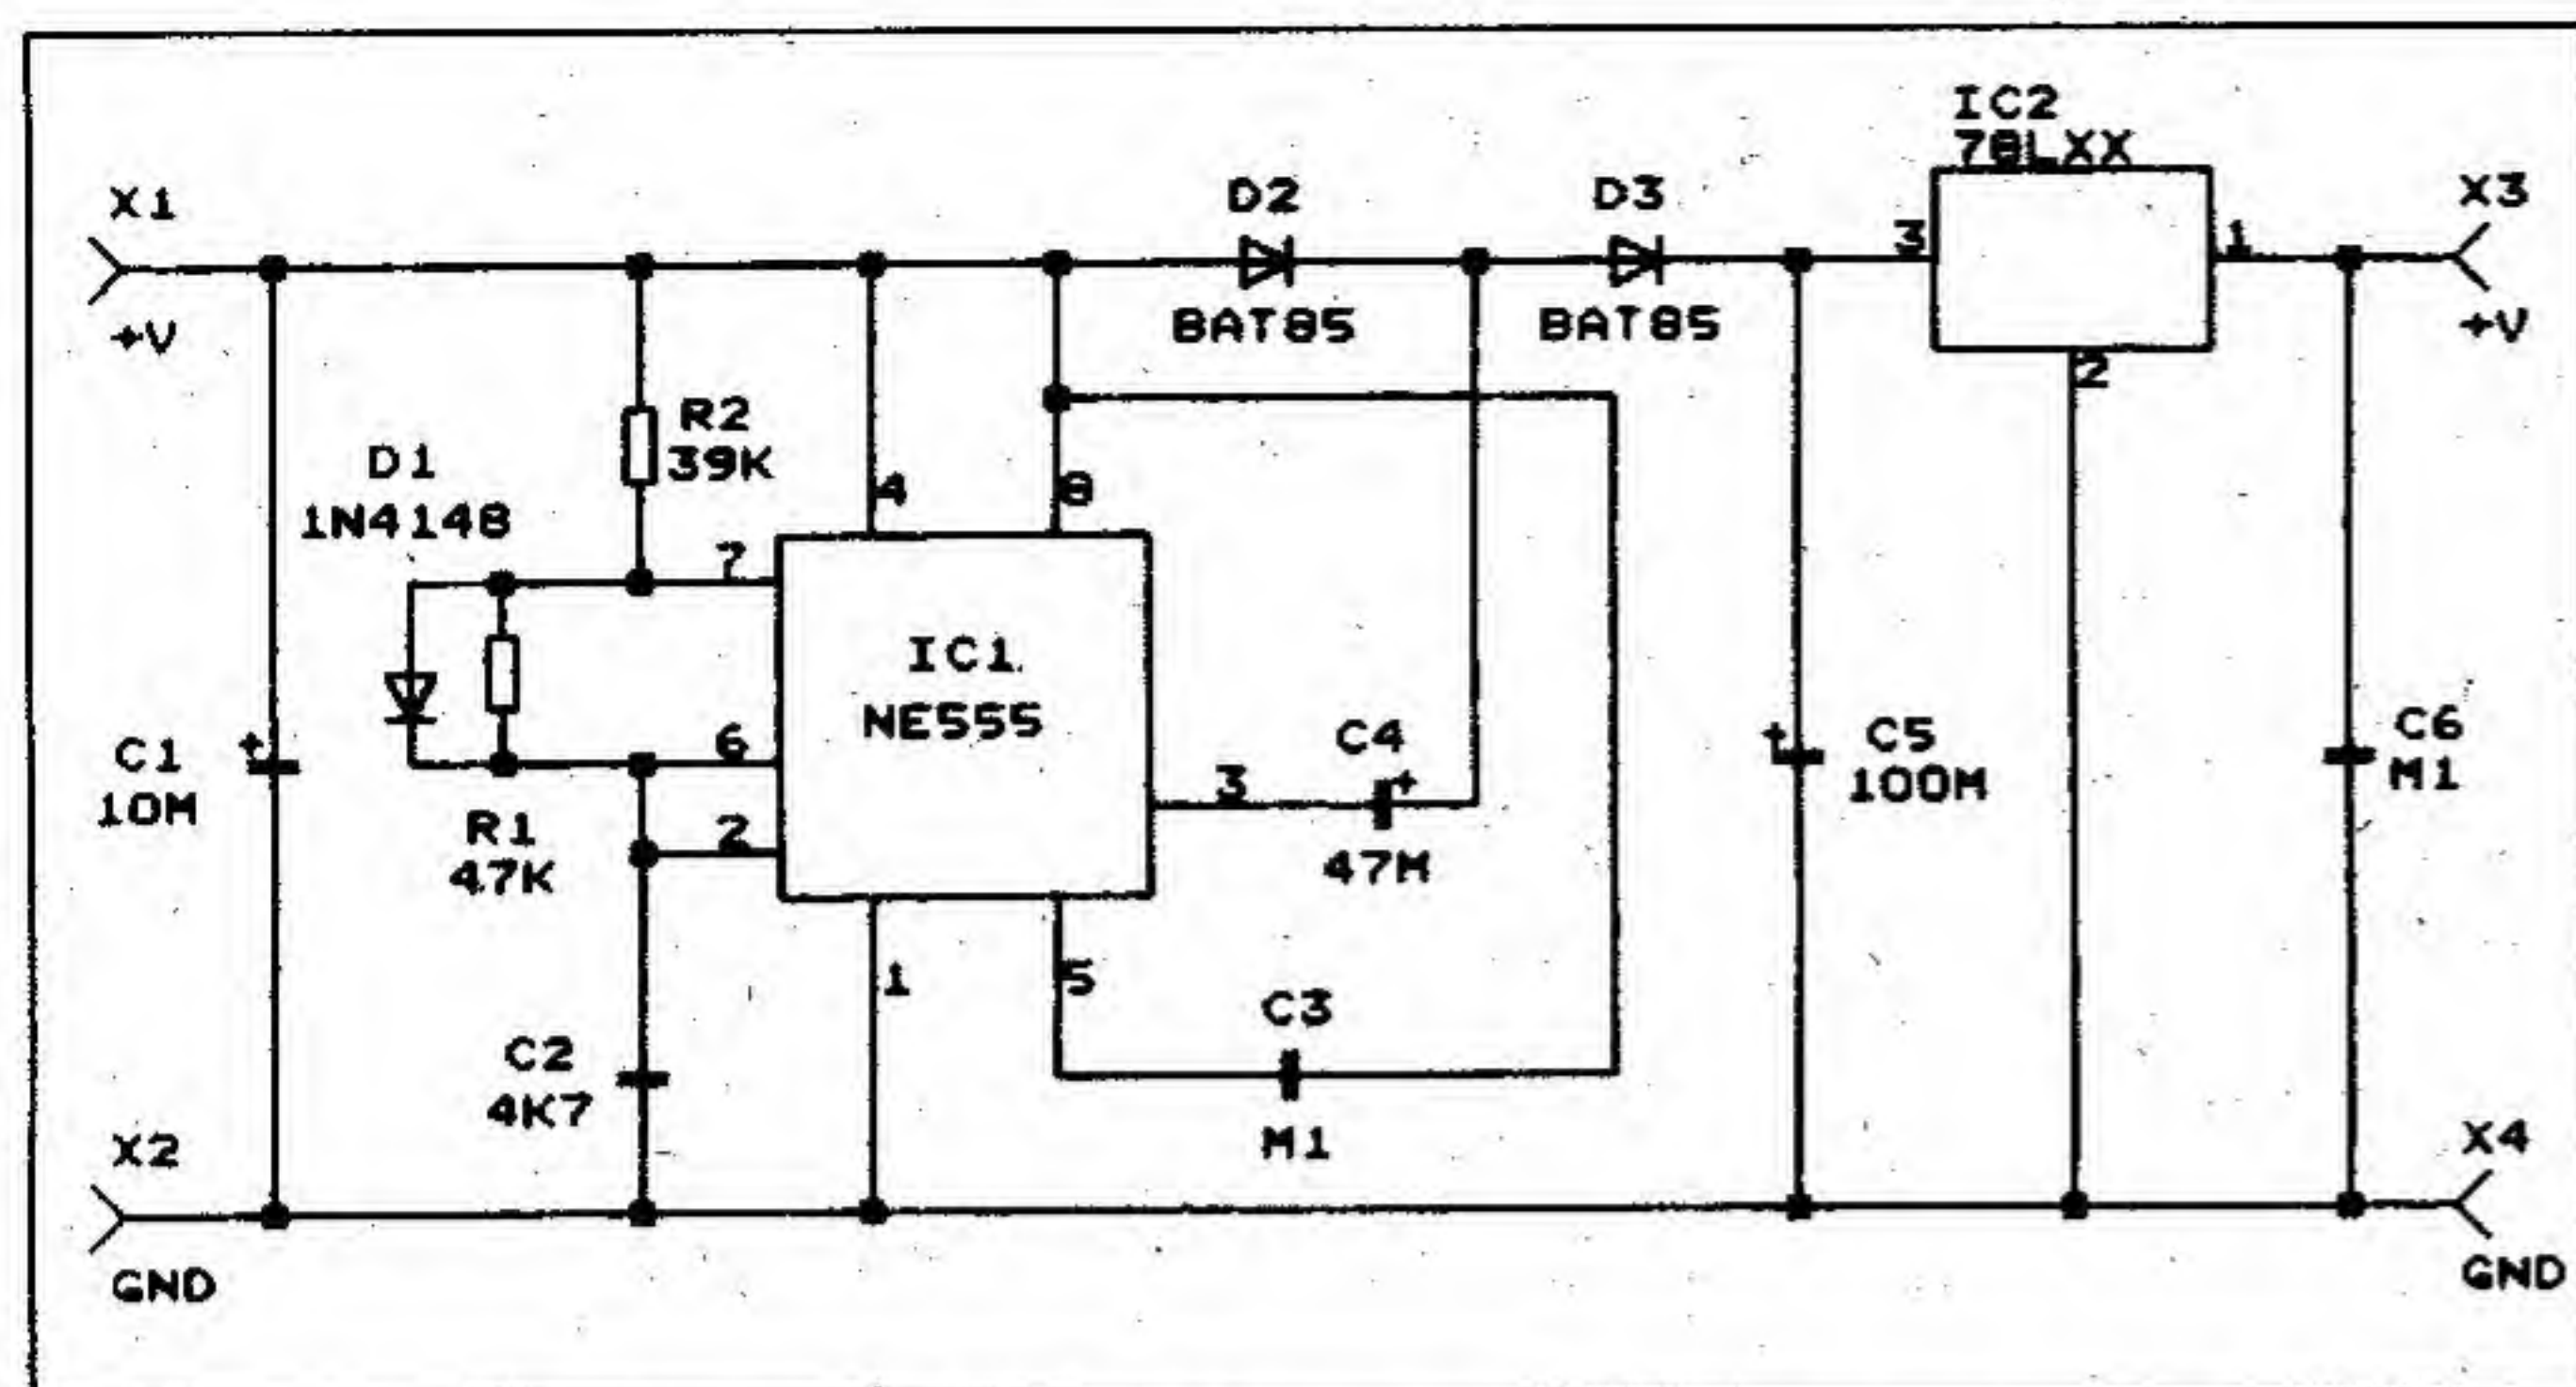 IC2
78LXX
X1
D2
D3
X3
3
1
+V
BAT85
BAT85
+V
2
R2
39K
D1
1N4148
4
8
7
IC1
NE555
6
C4
+
3
47M
+
C1
10M
R1
47K
2
+
C5
100M
C6
M1
1
5
C3
M1
C2
4K7
X2
GND
X4
GND